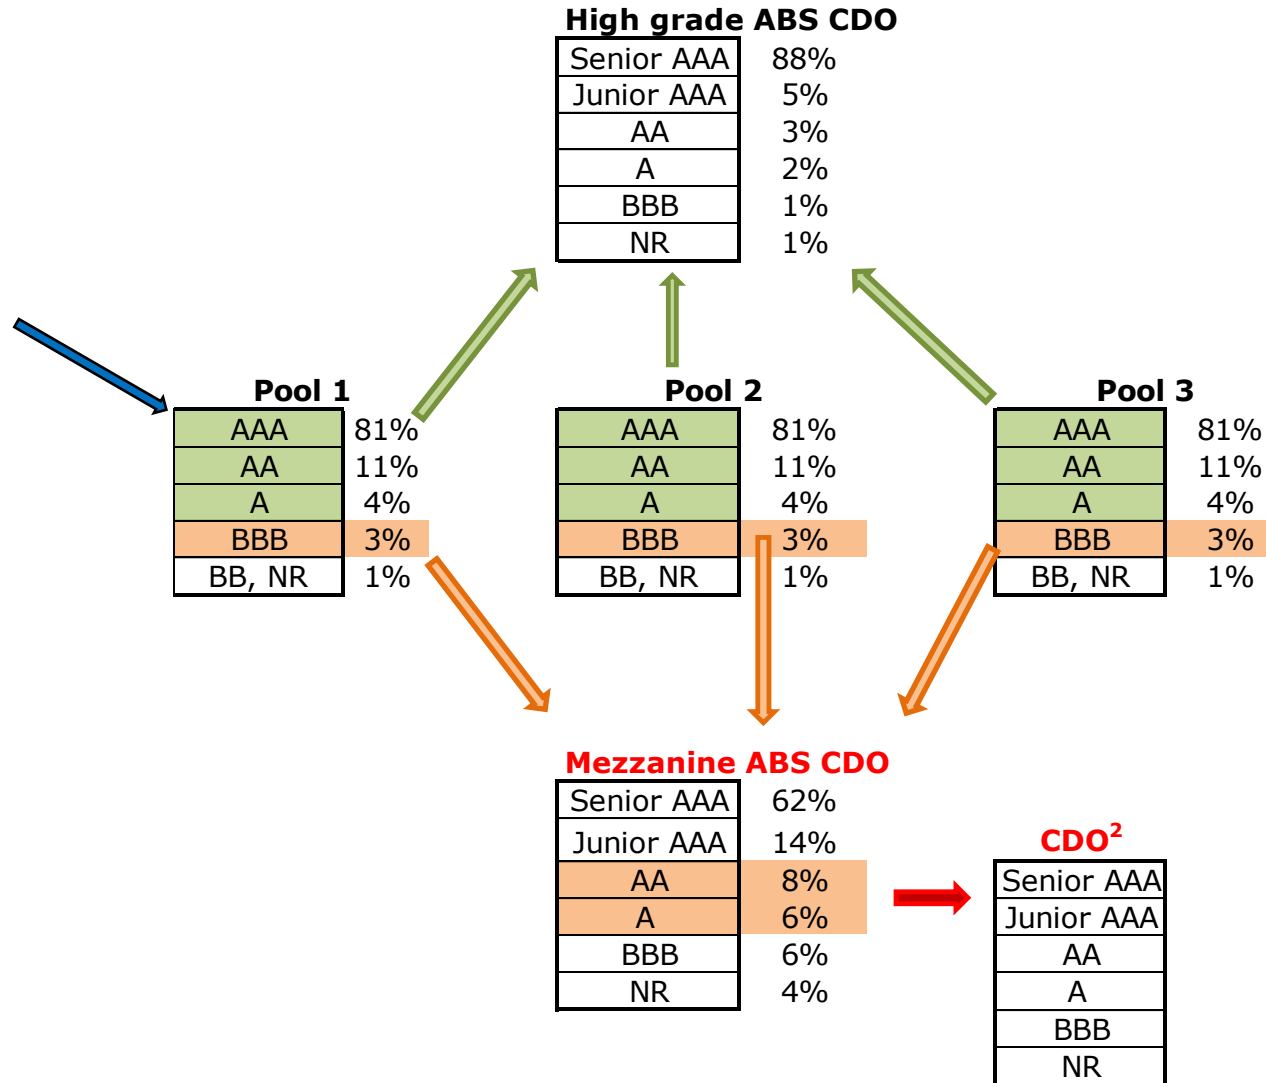 High grade ABS CDO
Senior AAA 88%
Junior AAA 5%
AA 3%
A 2%
BBB 1%
NR 1%
Pool 1 Pool 2 Pool 3
AAA 81% AAA 81% AAA 81%
AA 11% AA 11% AA 11%
A 4% A 4% A 4%
BBB 3% BBB 3% BBB 3%
BB, NR 1% BB, NR 1% BB, NR 1%
Mezzanine ABS CDO
Senior AAA 62%
Junior AAA 14%
AA 8%
A 6%
BBB 6%
NR 4%
CDO²
Senior AAA
Junior AAA
AA
A
BBB
NR